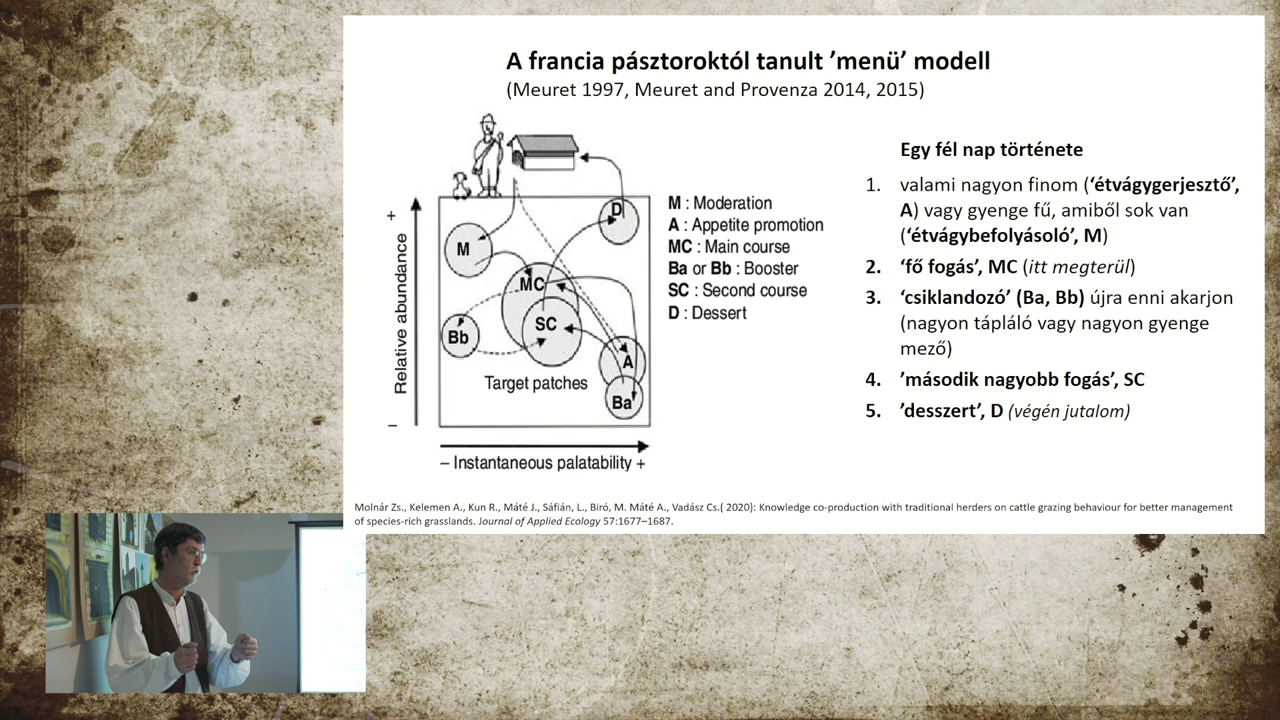 A francia pásztoroktól tanult ’menü’ modell
(Meuret 1997, Meuret and Provenza 2014, 2015)
+
Relative abundance
–
M
D
MC
SC
Bb
A
Ba
Target patches
– Instantaneous palatability +
M : Moderation
A : Appetite promotion
MC : Main course
Ba or Bb : Booster
SC : Second course
D : Dessert
Egy fél nap története
1. valami nagyon finom (‘étvágygerjesztő’,
A) vagy gyenge fű, amiből sok van
(‘étvágybefolyásoló’, M)
2. ‘fő fogás’, MC (itt megterül)
3. ‘csiklandozó’ (Ba, Bb) újra enni akarjon
(nagyon tápláló vagy nagyon gyenge
mező)
4. ’második nagyobb fogás’, SC
5. ’desszert’, D (végén jutalom)
Molnár Zs., Kelemen A., Kun R., Máté J., Sáfián, L., Biró, M. Máté A., Vadász Cs.( 2020): Knowledge co-production with traditional herders on cattle grazing behaviour for better management
of species-rich grasslands. Journal of Applied Ecology 57:1677–1687.